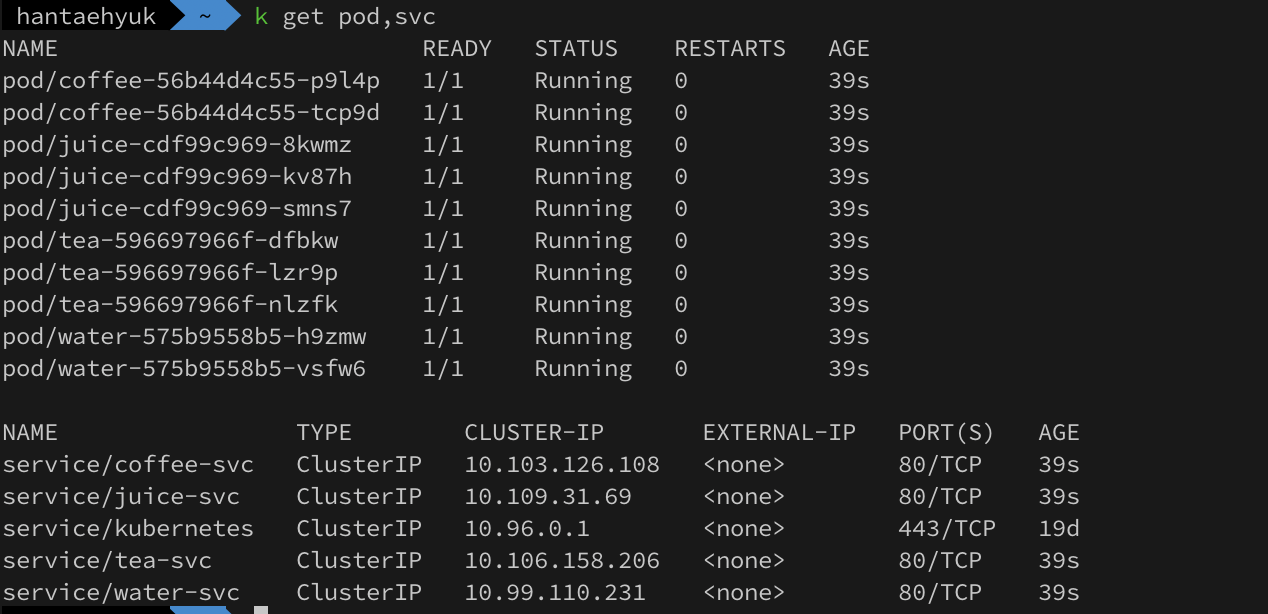 hantaehyuk ~ k get pod,svc
NAME READY STATUS RESTARTS AGE
pod/coffee-56b44d4c55-p9l4p 1/1 Running 0 39s
pod/coffee-56b44d4c55-tcp9d 1/1 Running 0 39s
pod/juice-cdf99c969-8kwmz 1/1 Running 0 39s
pod/juice-cdf99c969-kv87h 1/1 Running 0 39s
pod/juice-cdf99c969-smns7 1/1 Running 0 39s
pod/tea-596697966f-dfbkw 1/1 Running 0 39s
pod/tea-596697966f-lzr9p 1/1 Running 0 39s
pod/tea-596697966f-nlzfk 1/1 Running 0 39s
pod/water-575b9558b5-h9zmw 1/1 Running 0 39s
pod/water-575b9558b5-vsfw6 1/1 Running 0 39s
NAME TYPE CLUSTER-IP EXTERNAL-IP PORT(S) AGE
service/coffee-svc ClusterIP 10.103.126.108 <none> 80/TCP 39s
service/juice-svc ClusterIP 10.109.31.69 <none> 80/TCP 39s
service/kubernetes ClusterIP 10.96.0.1 <none> 443/TCP 19d
service/tea-svc ClusterIP 10.106.158.206 <none> 80/TCP 39s
service/water-svc ClusterIP 10.99.110.231 <none> 80/TCP 39s